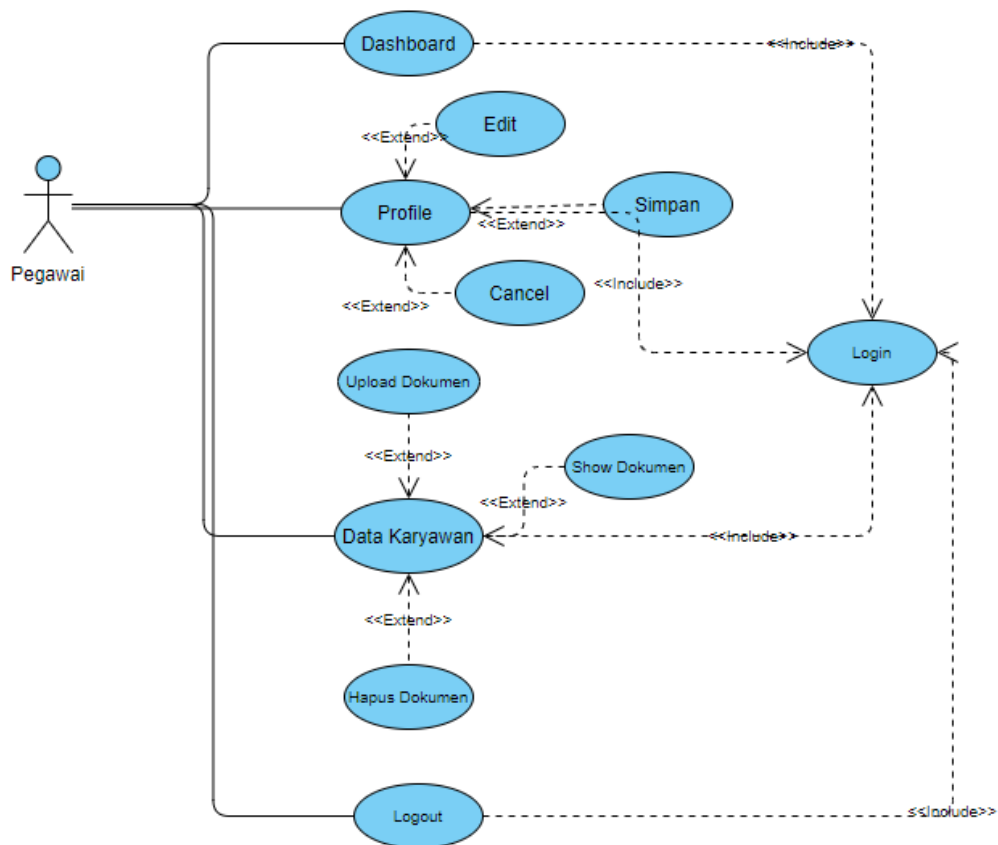 Dashboard
<<Include>>
Edit
<<Extend>>
Profile
Simpan
<<Extend>>
Pegawai
Cancel
<<Include>>
<<Extend>>
Login
Upload Dokumen
<<Extend>>
Show Dokumen
<<Extend>>
Data Karyawan
<<Include>>
<<Extend>>
Hapus Dokumen
Logout
<<Include>>